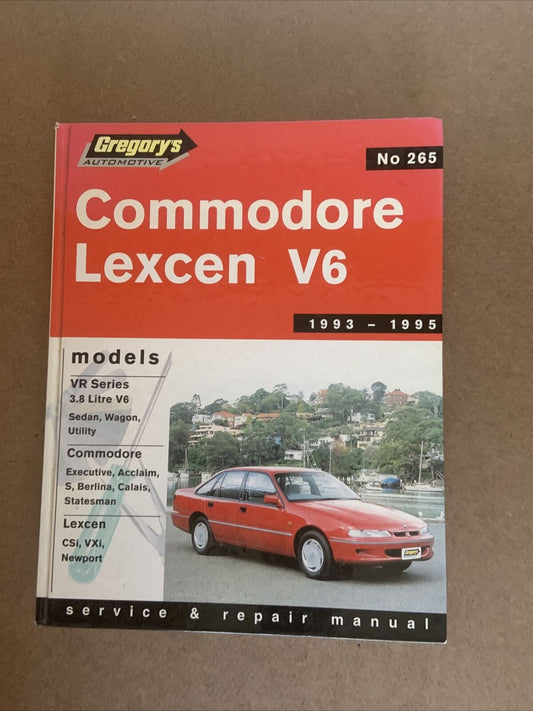 Gregory's
AUTOMOTIVE
No 265
Commodore
Lexcen V6
1993 - 1995
models
VR Series
3.8 Litre V6
Sedan, Wagon,
Utility
Commodore
Executive, Acclaim,
S, Berlina, Calais,
Statesman
Lexcen
CSi, VXi,
Newport
Gregory's
service & repair manual